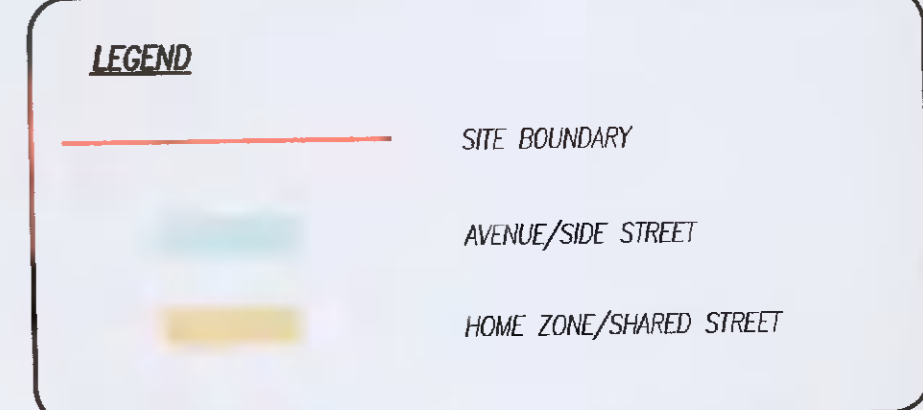 LEGEND
SITE BOUNDARY
AVENUE/SIDE STREET
HOME ZONE/SHARED STREET